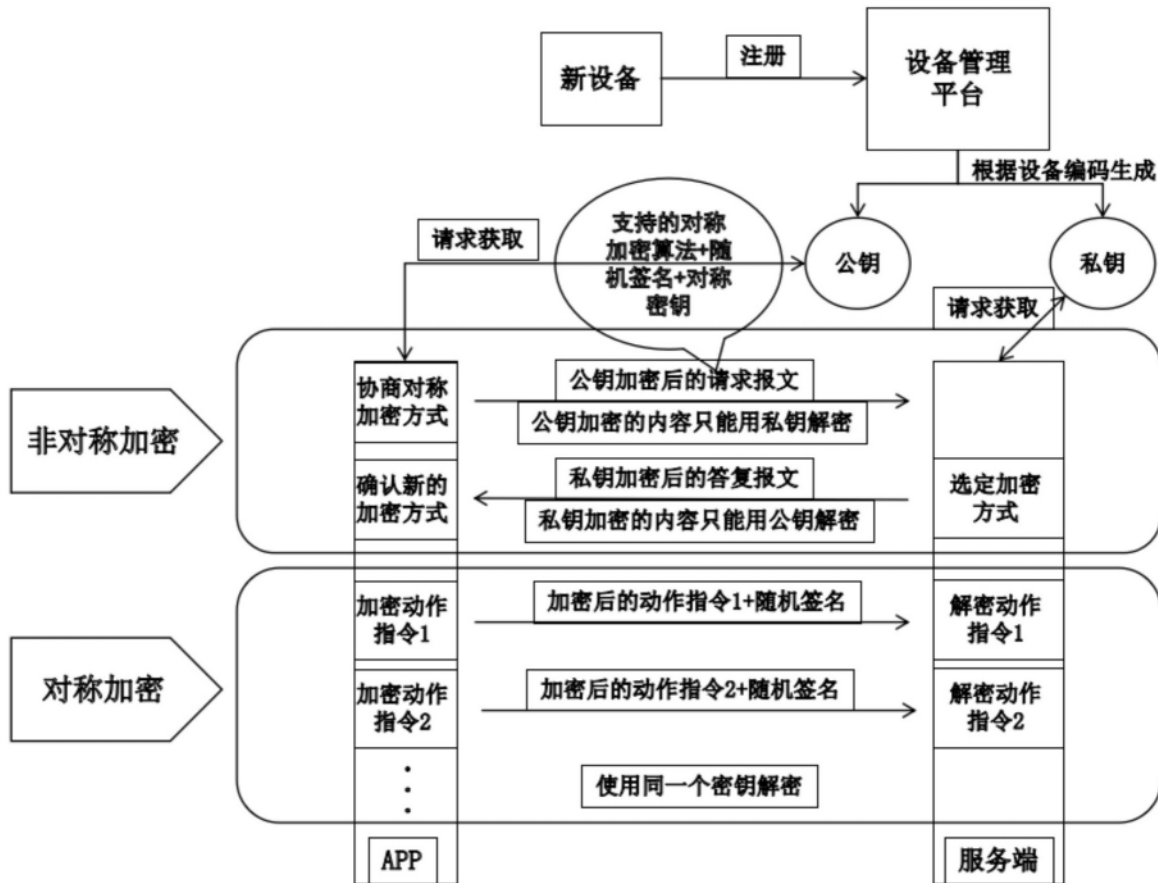 新设备
注册
设备管理
平台
根据设备编码生成
请求获取
支持的对称
加密算法+随
机签名+对称
密钥
公钥
私钥
请求获取
非对称加密
协商对称
加密方式
公钥加密后的请求报文
公钥加密的内容只能用私钥解密
确认新的
加密方式
私钥加密后的答复报文
私钥加密的内容只能用公钥解密
选定加密
方式
对称加密
加密动作
指令1
加密后的动作指令1+随机签名
解密动作
指令1
加密动作
指令2
加密后的动作指令2+随机签名
解密动作
指令2
使用同一个密钥解密
APP
服务端